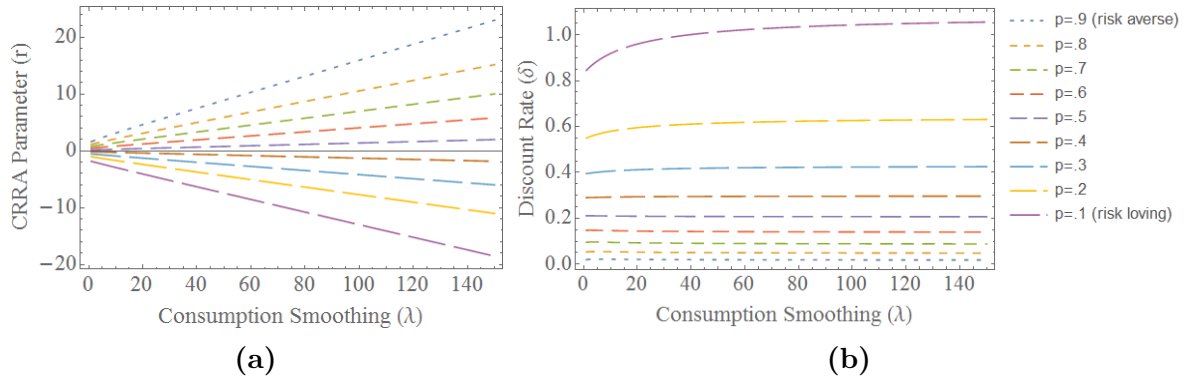 CRRA Parameter (r)
20
10
0
−10
−20
0 20 40 60 80 100 120 140
Consumption Smoothing (λ)
(a)
Discount Rate (δ)
1.0
0.8
0.6
0.4
0.2
0.0
0 20 40 60 80 100 120 140
Consumption Smoothing (λ)
(b)
p=.9 (risk averse)
p=.8
p=.7
p=.6
p=.5
p=.4
p=.3
p=.2
p=.1 (risk loving)